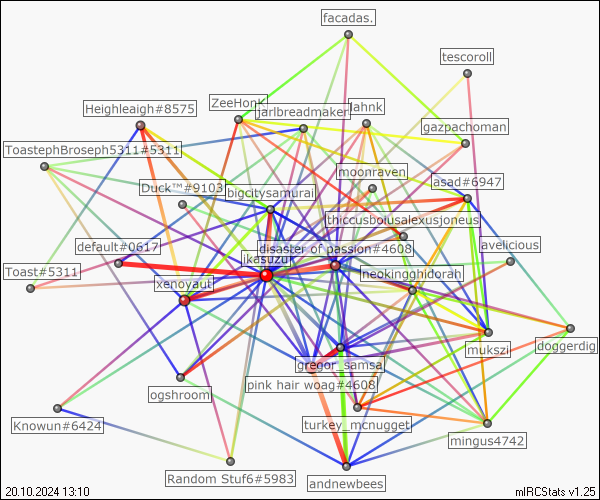 facadas.
tescoroll
Heighleaigh#8575
ZeeHonK
jarlbreadmaker
Jahnk
gazpachoman
ToastephBroseph5311#5311
moonraven
Duck™#9103
bigcitysamurai
asad#6947
thiccusboiusalexusjoneus
default#0617
disaster of passion#4608
avelicious
ikasuzu
Toast#5311
xenoyaut
neokingghidorah
mukszi
doggerdig
gregor_samsa
ogshroom
pink hair woag#4608
Knowun#6424
turkey_mcnugget
mingus4742
Random Stuf6#5983
andnewbees
20.10.2024 13:10
mIRCStats v1.25